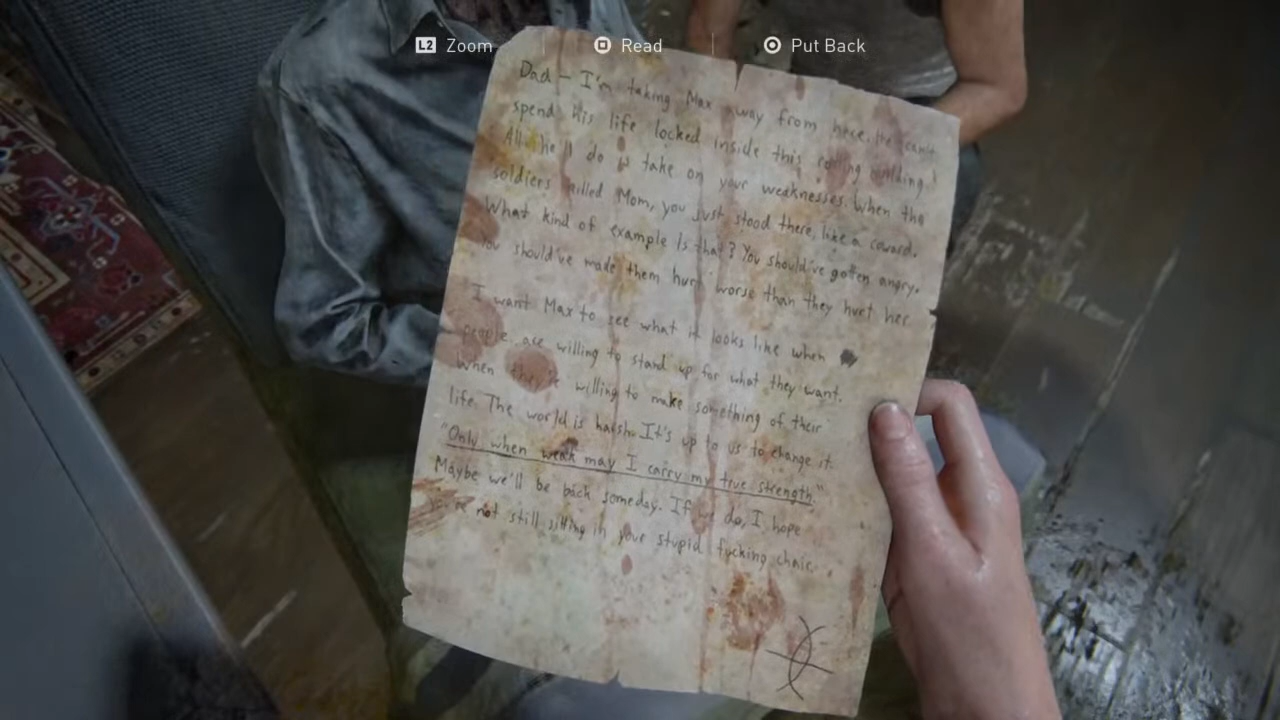 L2 Zoom Read Put Back
Dad – I'm taking Max away from here. He can't
spend his life locked inside this rotting building!
All he'll do is take on your weaknesses. When the
soldiers killed Mom, you just stood there, like a coward.
What kind of example is that? You should've gotten angry.
You should've made them hurt worse than they hurt her.
I want Max to see what it looks like when
people are willing to stand up for what they want.
When willing to make something of their
life. The world is harsh. It's up to us to change it.
"Only when weak may I carry my true strength."
Maybe we'll be back someday. If we do, I hope
not still sitting in your stupid fucking chair.